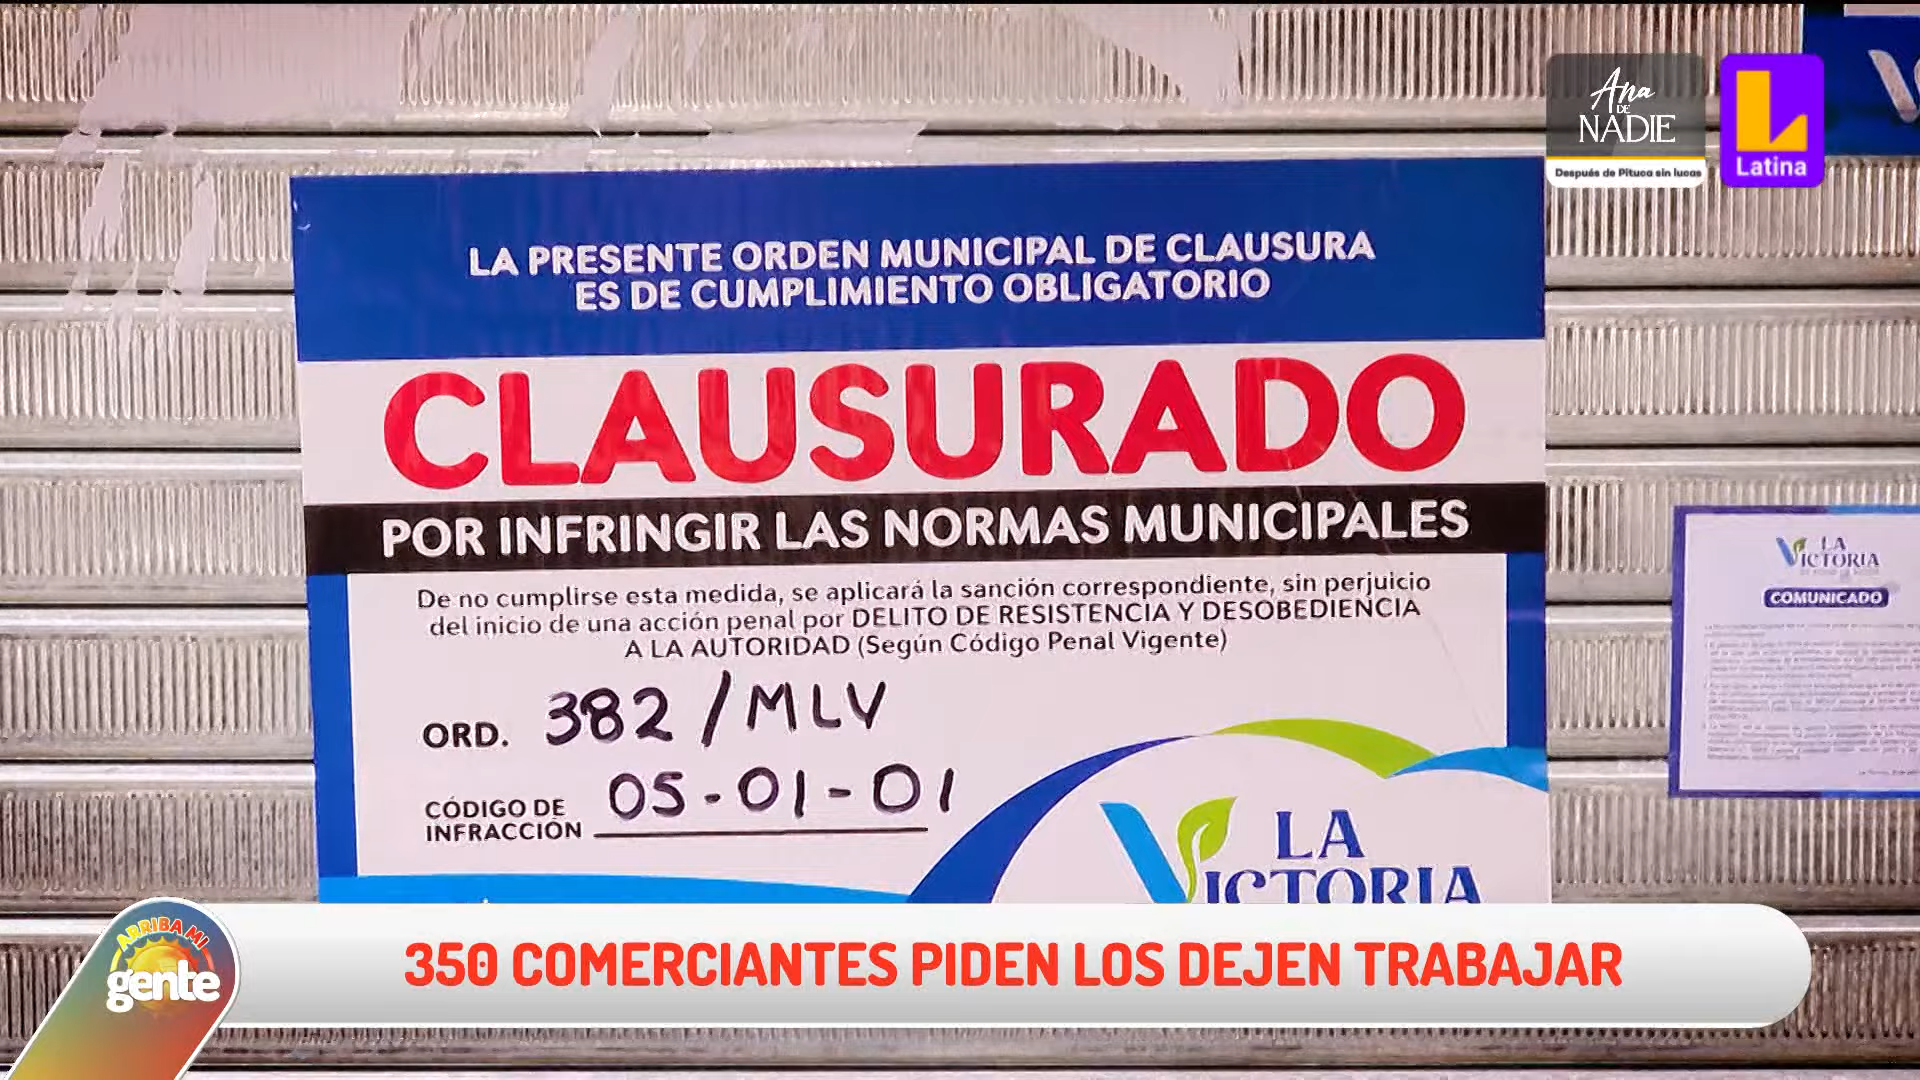 Ana
DE
NADIE
Después de Pituca sin lucas
Latina
LA PRESENTE ORDEN MUNICIPAL DE CLAUSURA
ES DE CUMPLIMIENTO OBLIGATORIO
CLAUSURADO
POR INFRINGIR LAS NORMAS MUNICIPALES
De no cumplirse esta medida, se aplicará la sanción correspondiente, sin perjuicio
del inicio de una acción penal por DELITO DE RESISTENCIA Y DESOBEDIENCIA
A LA AUTORIDAD (Según Código Penal Vigente)
ORD. 382 / MLV
CÓDIGO DE
INFRACCIÓN 05-01-01
LA
VICTORIA
LA
VICTORIA
COMUNICADO
ARRIBA MI
gente
350 COMERCIANTES PIDEN LOS DEJEN TRABAJAR